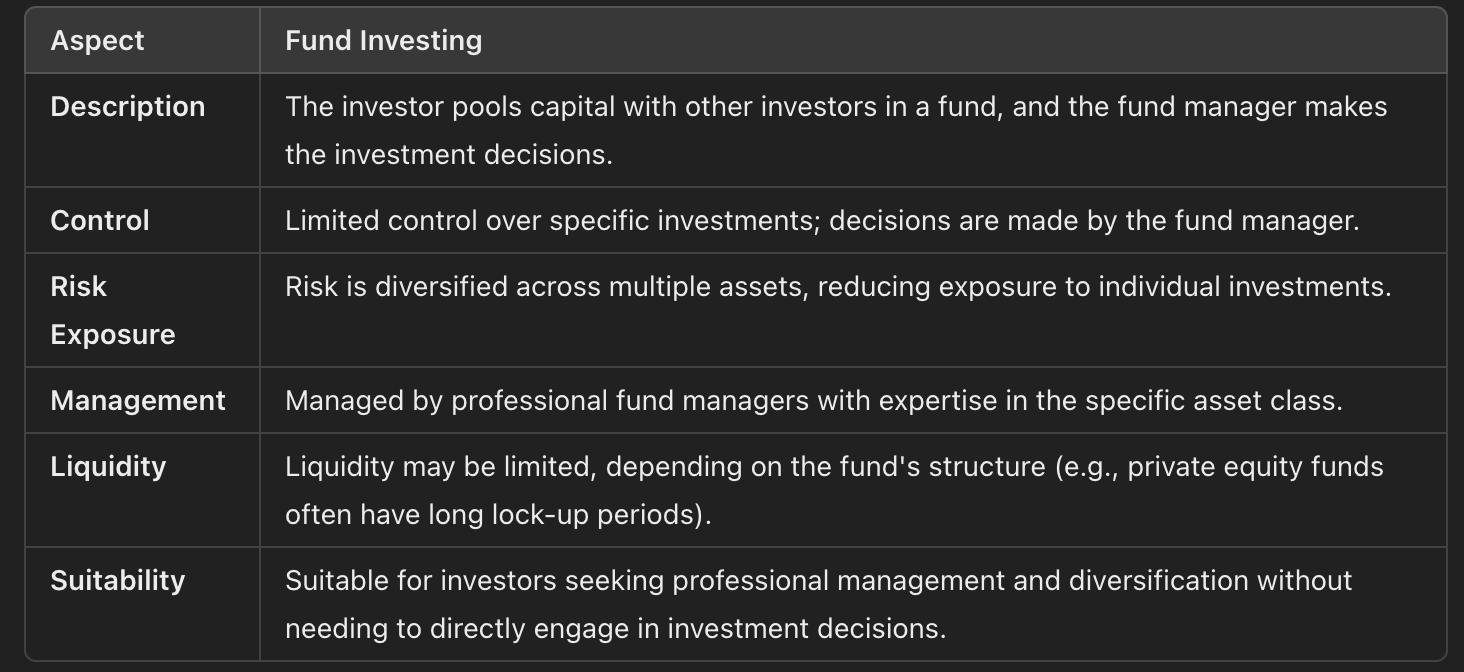 Aspect Fund Investing
Description The investor pools capital with other investors in a fund, and the fund manager makes
the investment decisions.
Control Limited control over specific investments; decisions are made by the fund manager.
Risk Risk is diversified across multiple assets, reducing exposure to individual investments.
Exposure
Management Managed by professional fund managers with expertise in the specific asset class.
Liquidity Liquidity may be limited, depending on the fund's structure (e.g., private equity funds
often have long lock-up periods).
Suitability Suitable for investors seeking professional management and diversification without
needing to directly engage in investment decisions.